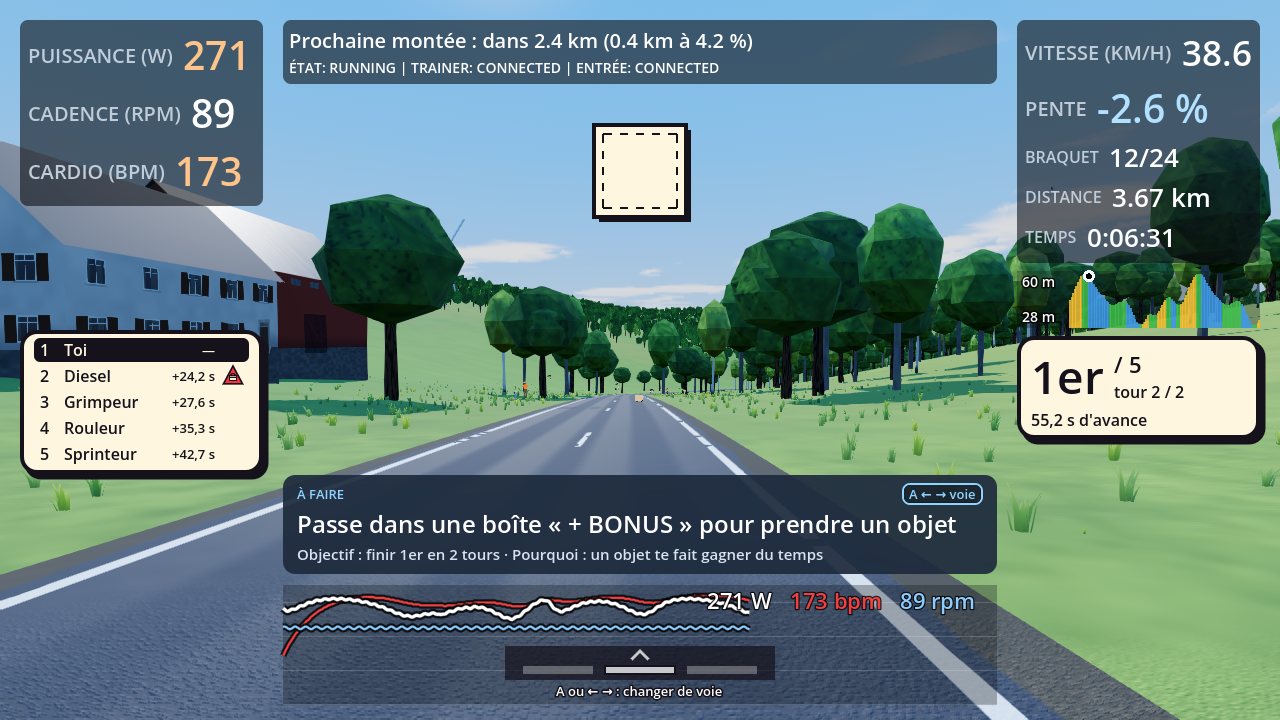 PUISSANCE (W) 271
CADENCE (RPM) 89
CARDIO (BPM) 173
Prochaine montée : dans 2.4 km (0.4 km à 4.2 %)
ÉTAT: RUNNING | TRAINER: CONNECTED | ENTRÉE: CONNECTED
VITESSE (KM/H) 38.6
PENTE -2.6 %
BRAQUET 12/24
DISTANCE 3.67 km
TEMPS 0:06:31
60 m
28 m
1 Toi —
2 Diesel +24,2 s
3 Grimpeur +27,6 s
4 Rouleur +35,3 s
5 Sprinteur +42,7 s
1er / 5
tour 2 / 2
55,2 s d'avance
À FAIRE
A ← → voie
Passe dans une boîte « + BONUS » pour prendre un objet
Objectif : finir 1er en 2 tours · Pourquoi : un objet te fait gagner du temps
271 W 173 bpm 89 rpm
A ou ← → : changer de voie